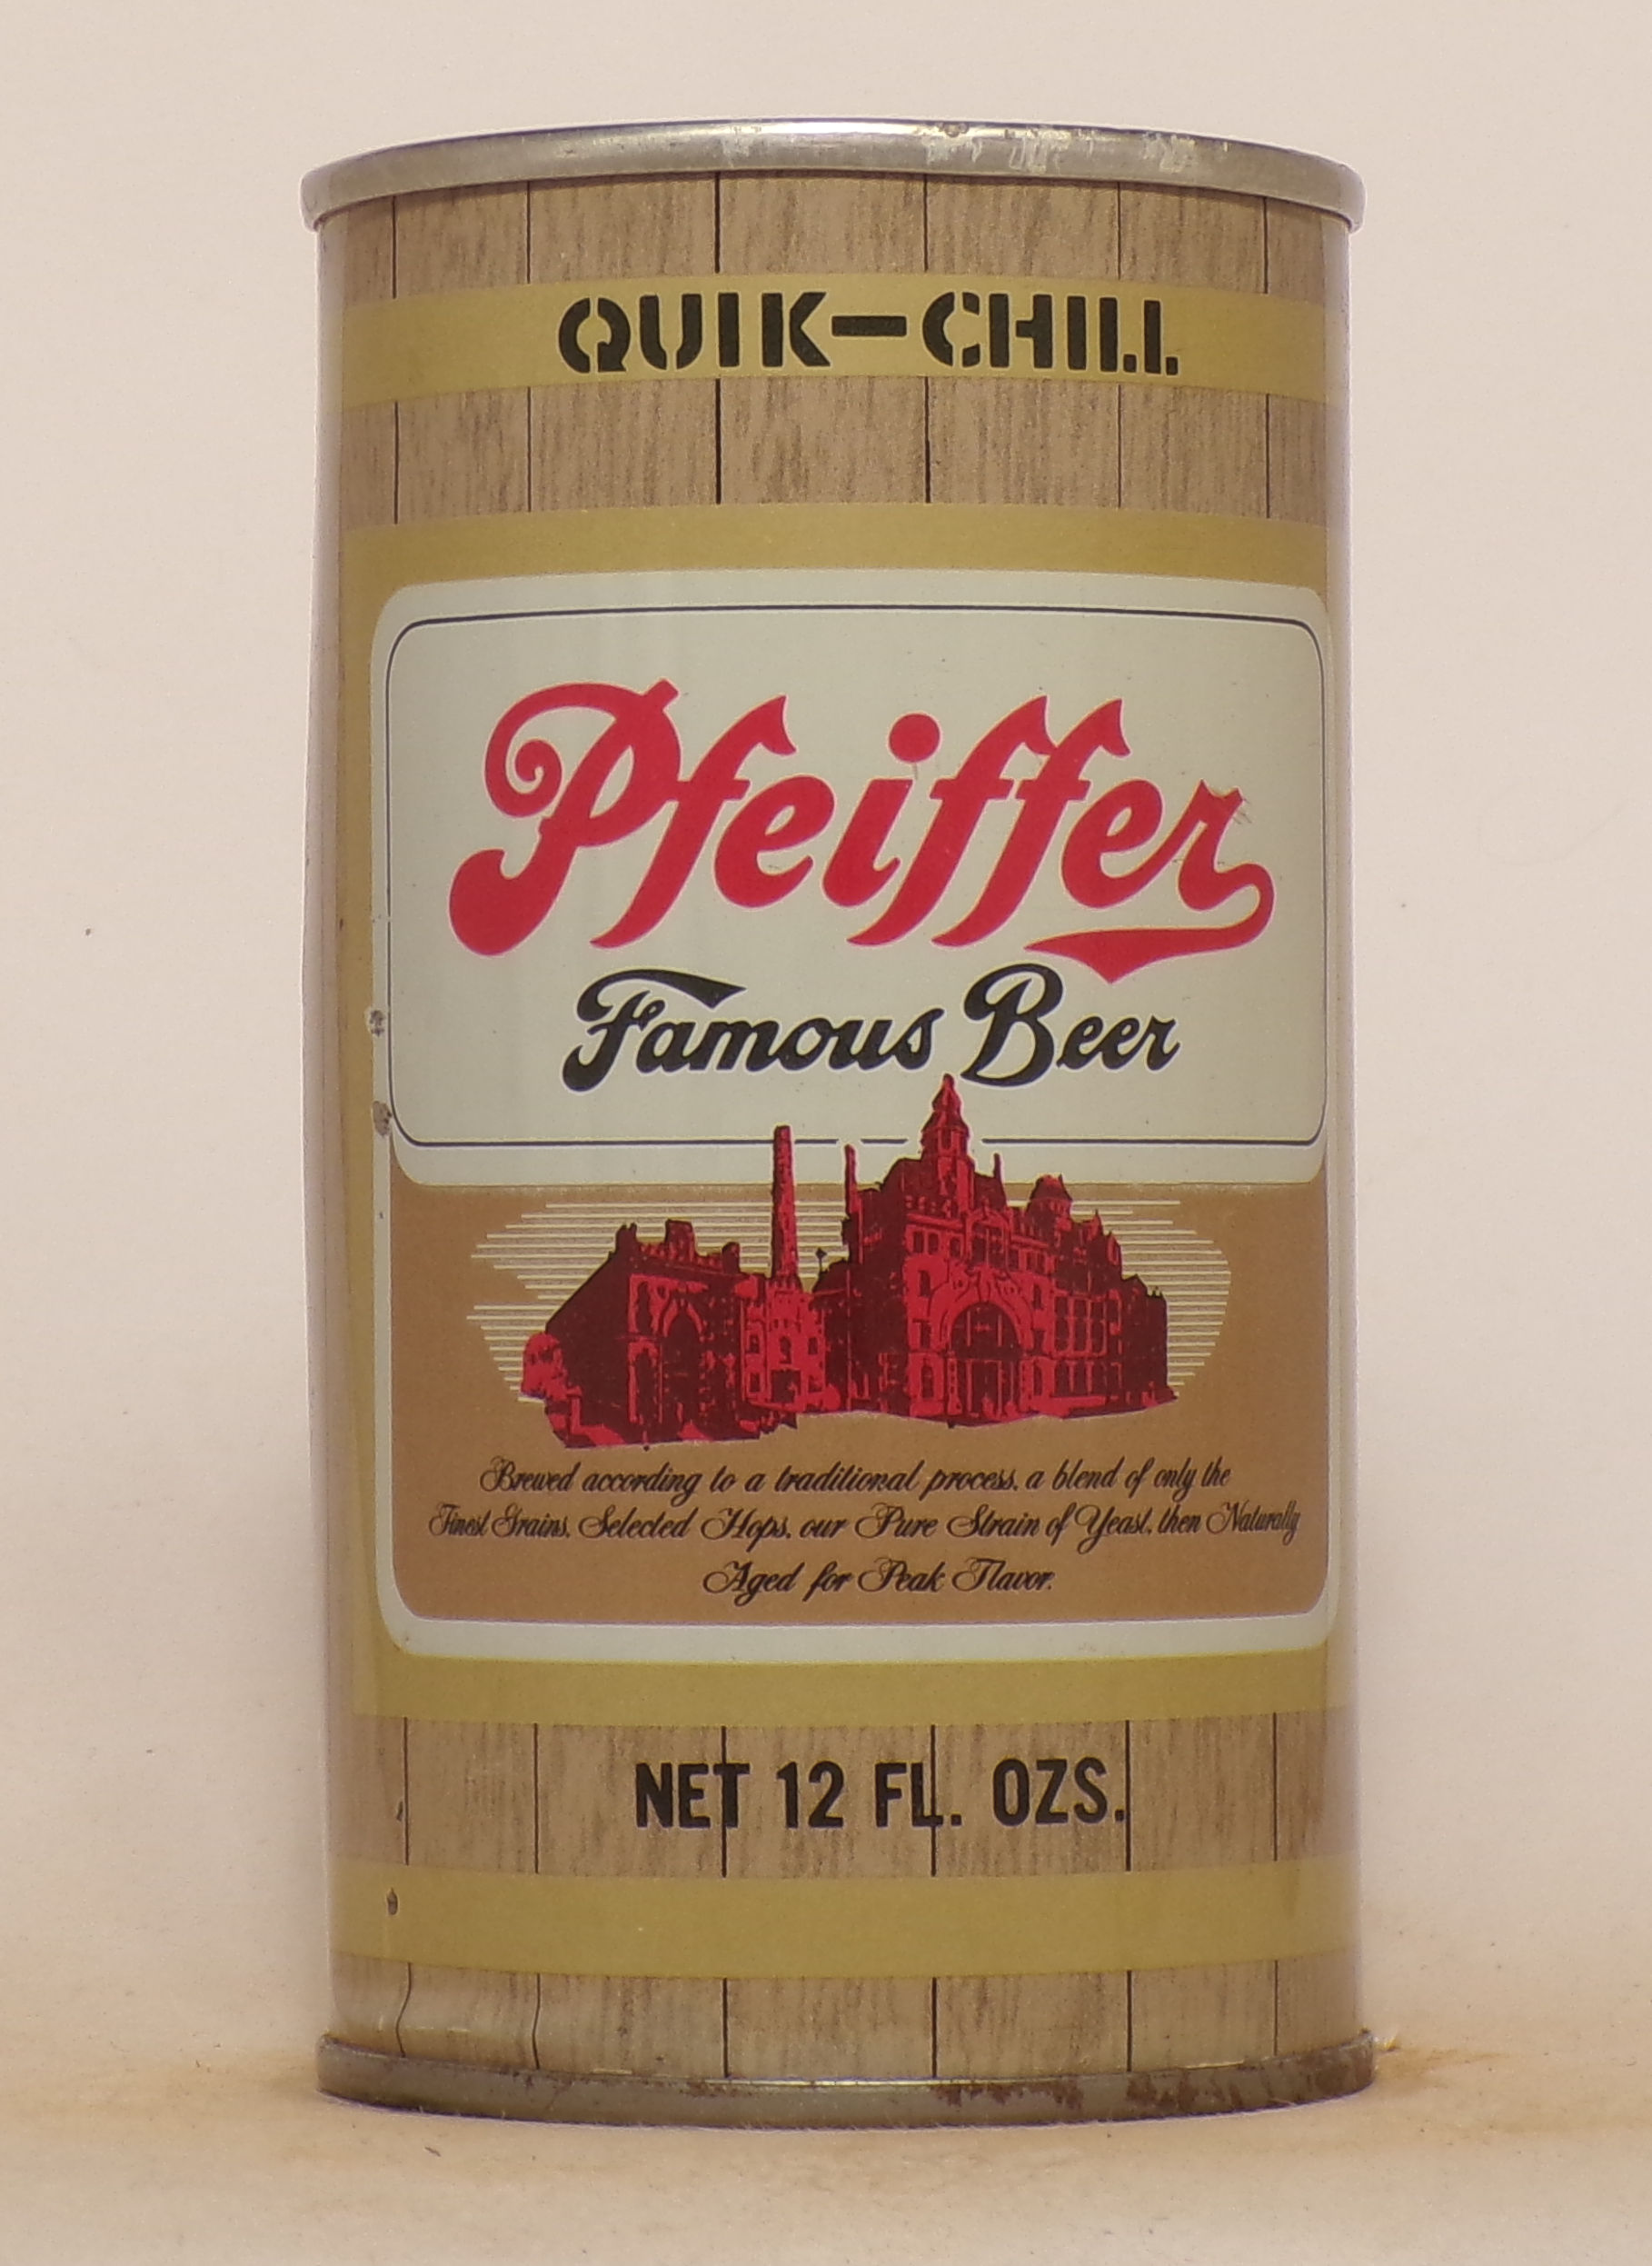 QUIK-CHILL
Pfeiffer
Famous Beer
Brewed according to a traditional process, a blend of only the
Finest Grains, Selected Hops, our Pure Strain of Yeast, then Naturally
Aged for Peak Flavor.
NET 12 FL. OZS.